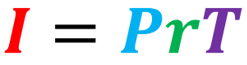 I = PrT